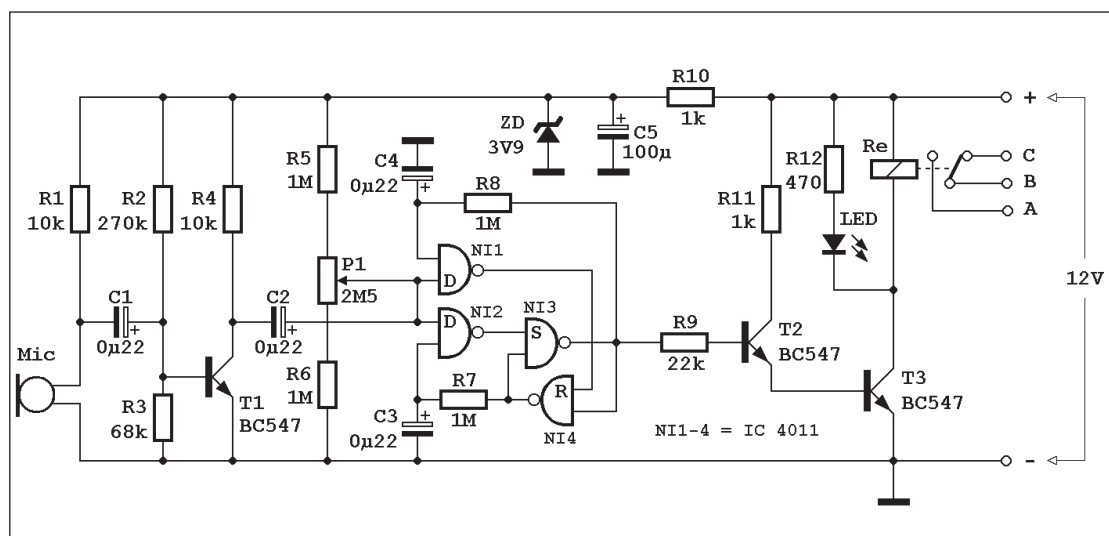 R10
1k
+
ZD
3V9
+
C5
100µ
C4
0µ22
+
R5
1M
R8
1M
R12
470
Re
C
B
A
R1
10k
R2
270k
R4
10k
R11
1k
LED
P1
2M5
D
NI1
12V
C1
0µ22
+
C2
0µ22
+
D
NI2
S
NI3
R9
22k
T2
BC547
Mic
R3
68k
T1
BC547
R6
1M
C3
0µ22
+
R7
1M
R
NI4
T3
BC547
NI1-4 = IC 4011
-